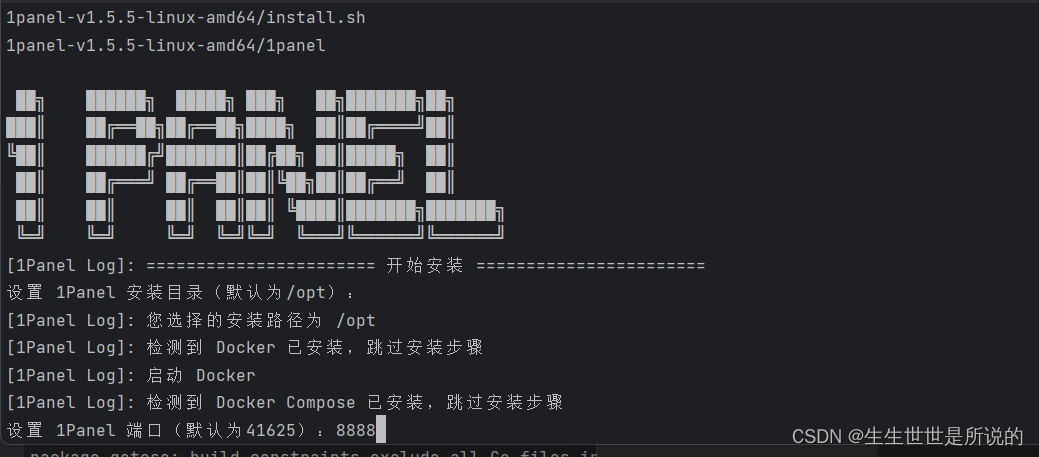 1panel-v1.5.5-linux-amd64/install.sh
1panel-v1.5.5-linux-amd64/1panel
1PANEL
[1Panel Log]: ======================= 开始安装 =======================
设置 1Panel 安装目录（默认为/opt）：
[1Panel Log]: 您选择的安装路径为 /opt
[1Panel Log]: 检测到 Docker 已安装，跳过安装步骤
[1Panel Log]: 启动 Docker
[1Panel Log]: 检测到 Docker Compose 已安装，跳过安装步骤
设置 1Panel 端口（默认为41625）：8888
CSDN @生生世世是所说的
package gotose: build constraints exclude all Go files in